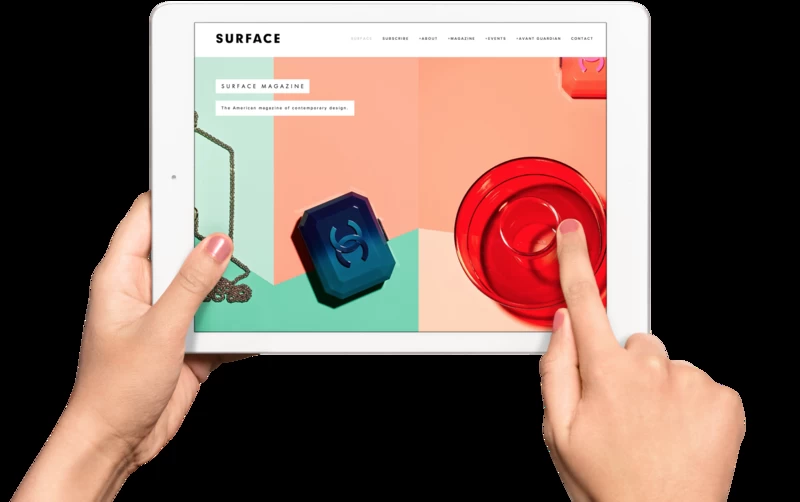 SURFACE
SURFACE SUBSCRIBE +ABOUT +MAGAZINE +EVENTS +AVANT GUARDIAN CONTACT
SURFACE MAGAZINE
The American magazine of contemporary design.